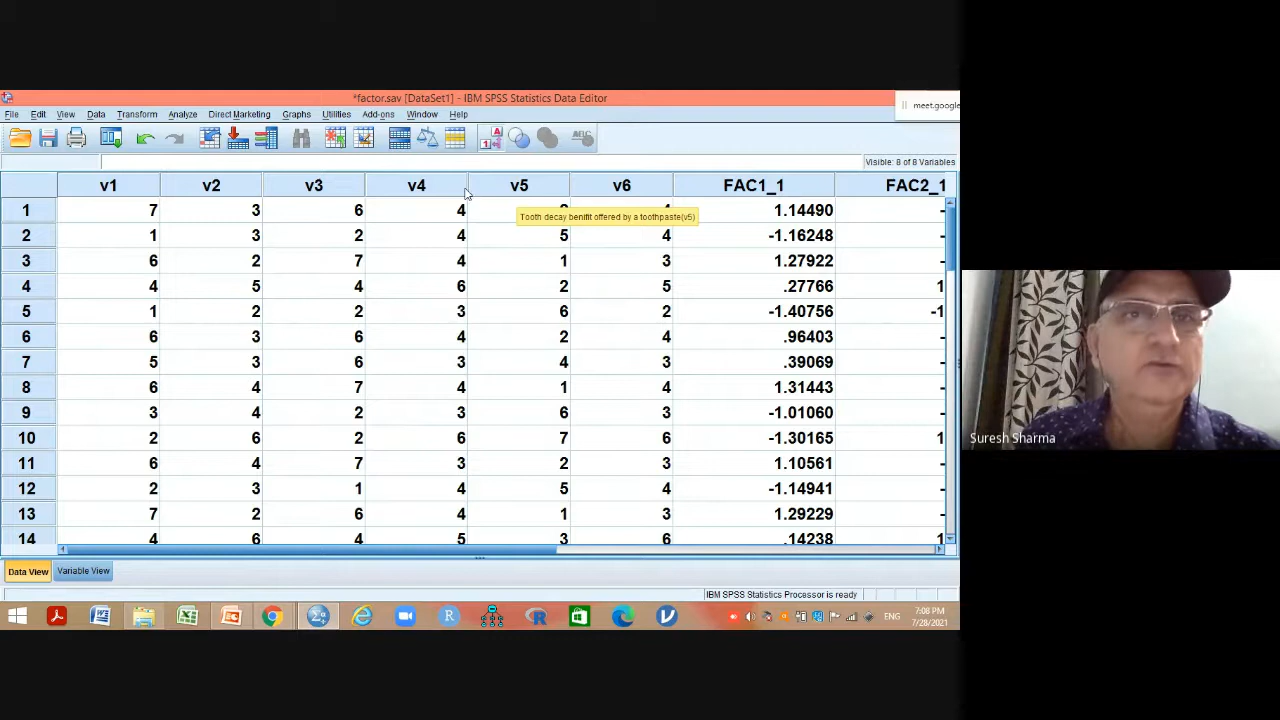 *factor.sav [DataSet1] - IBM SPSS Statistics Data Editor
meet.google
File Edit View Data Transform Analyze Direct Marketing Graphs Utilities Add-ons Window Help
Visible: 8 of 8 Variables
v1 v2 v3 v4 v5 v6 FAC1_1 FAC2_1
1 7 3 6 4 1.14490 -
Tooth decay benifit offered by a toothpaste(v5)
2 1 3 2 4 5 4 -1.16248 -
3 6 2 7 4 1 3 1.27922 -
4 4 5 4 6 2 5 .27766 1
5 1 2 2 3 6 2 -1.40756 -1
6 6 3 6 4 2 4 .96403 -
7 5 3 6 3 4 3 .39069 -
8 6 4 7 4 1 4 1.31443 -
9 3 4 2 3 6 3 -1.01060 -
10 2 6 2 6 7 6 -1.30165 1
11 6 4 7 3 2 3 1.10561 -
12 2 3 1 4 5 4 -1.14941 -
13 7 2 6 4 1 3 1.29229 -
14 4 6 4 5 3 6 .14238 1
Data View Variable View
IBM SPSS Statistics Processor is ready
ENG
7:08 PM
7/28/2021
Suresh Sharma